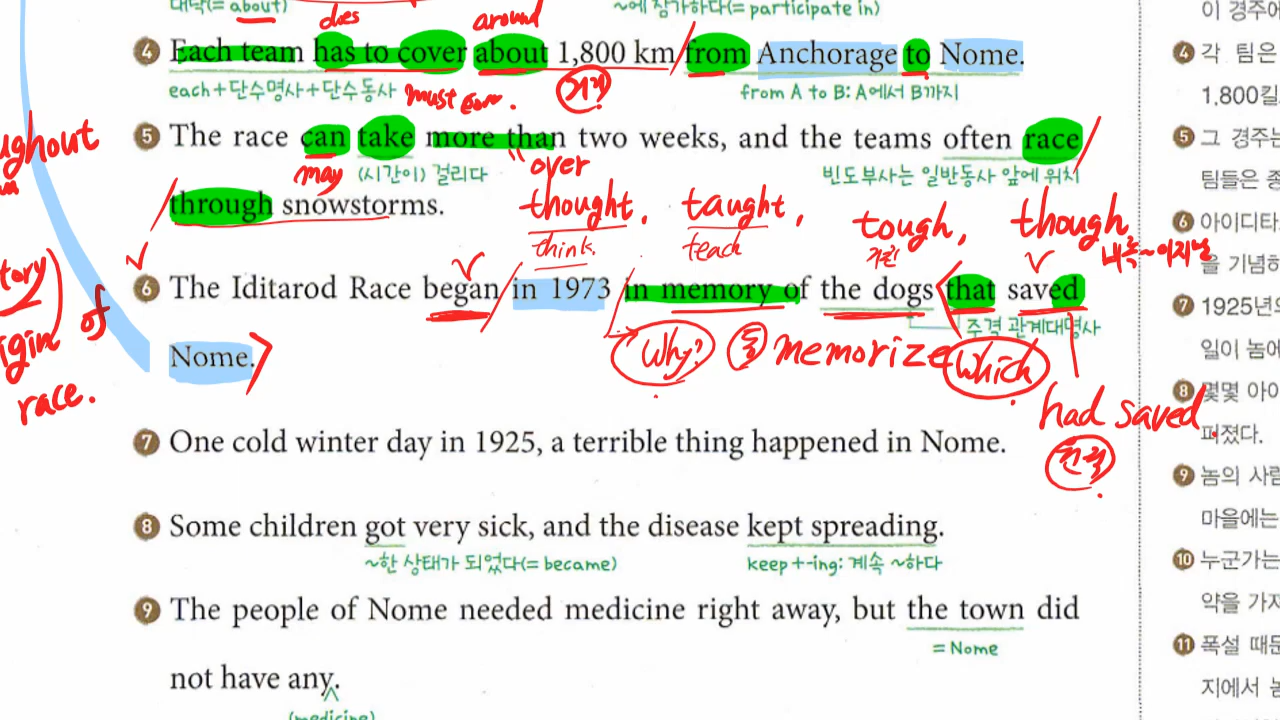 대략(= about) ~에 참가하다(= participate in)
does around
④ Each team has to cover about 1,800 km from Anchorage to Nome.
each+단수명사+단수동사 must 거리 from A to B: A에서 B까지
⑤ The race can take more than two weeks, and the teams often race
may (시간이) 걸리다 over 빈도부사는 일반동사 앞에 위치
through snowstorms.
thought, taught, tough, though
think. teach
⑥ The Iditarod Race began in 1973 in memory of the dogs that saved
주격 관계대명사
Nome.
Why? 동 memorize which
had saved.
of
race.
⑦ One cold winter day in 1925, a terrible thing happened in Nome.
⑧ Some children got very sick, and the disease kept spreading.
~한 상태가 되었다(= became) keep+-ing: 계속 ~하다
⑨ The people of Nome needed medicine right away, but the town did
= Nome
not have any.
(medicine)
이 경주에
④ 각 팀은
1,800킬
⑤ 그 경주는
팀들은 종
⑥ 아이디타
을 기념하
⑦ 1925년
일이 놈에
⑧ 몇몇 아이
퍼졌다.
⑨ 놈의 사람
마을에는
⑩ 누군가는
약을 가지
⑪ 폭설 때문
지에서 놈